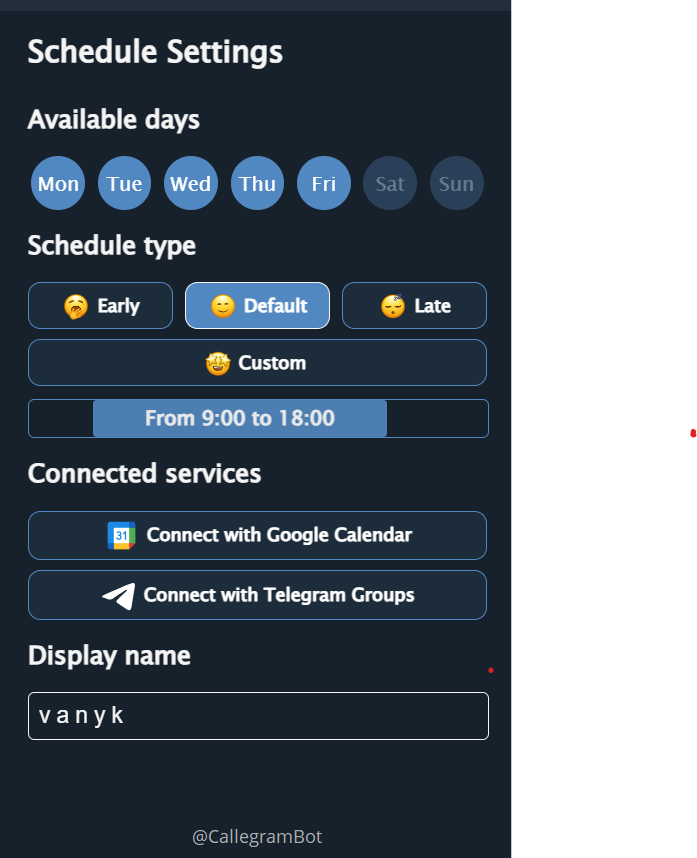 Schedule Settings
Available days
Mon Tue Wed Thu Fri Sat Sun
Schedule type
🥱 Early 😊 Default 😴 Late
🤩 Custom
From 9:00 to 18:00
Connected services
31 Connect with Google Calendar
Connect with Telegram Groups
Display name
v a n y k
@CallegramBot